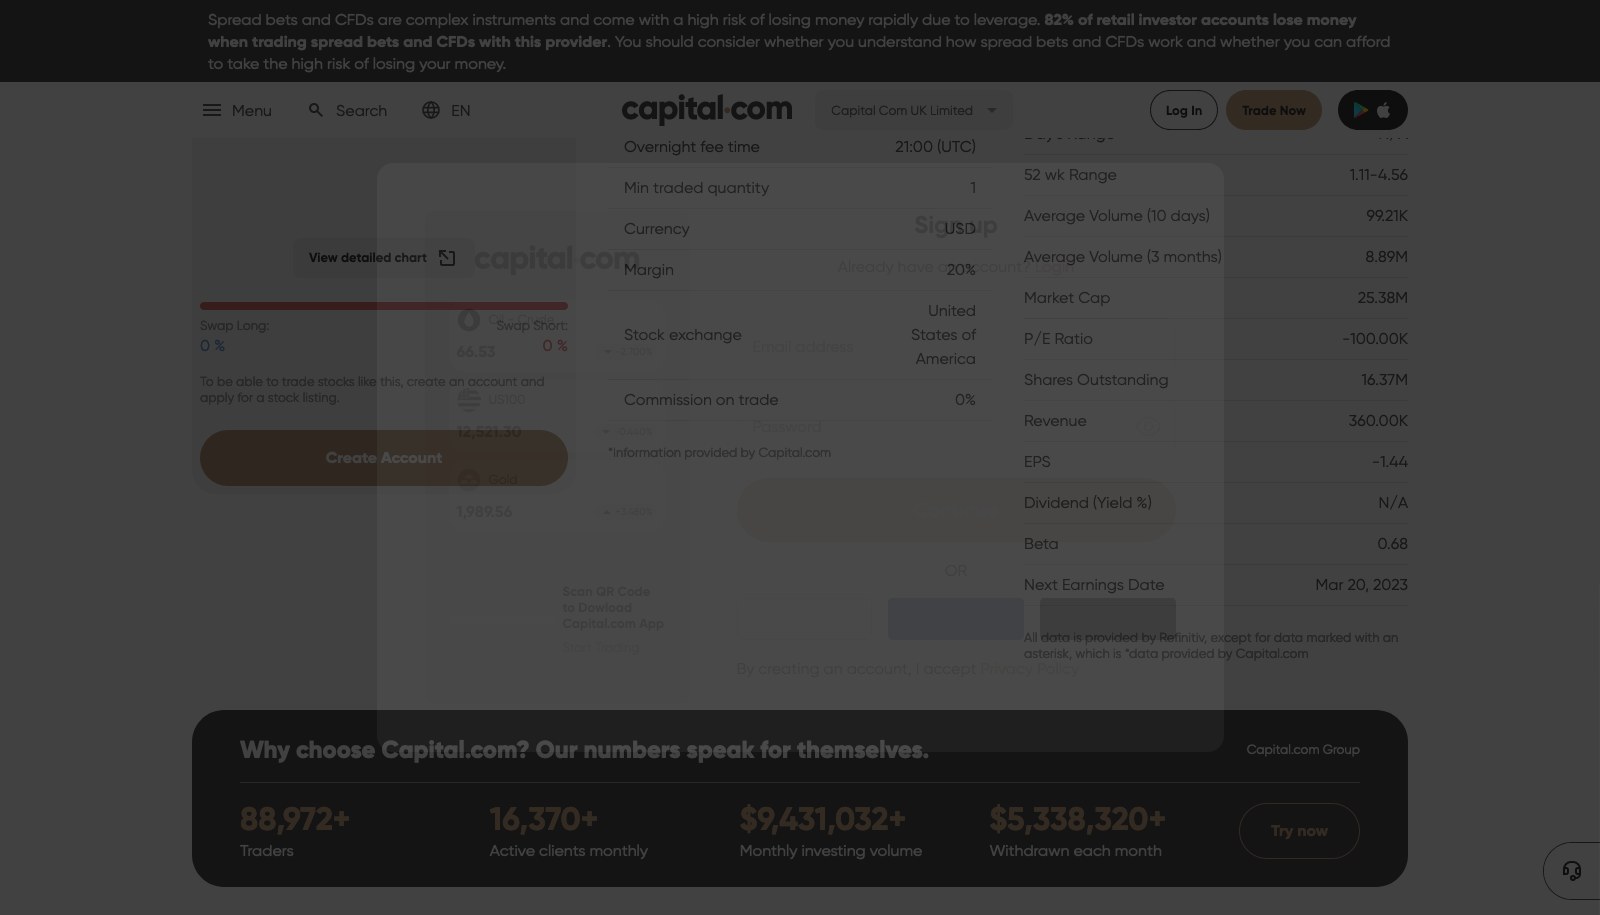 Spread bets and CFDs are complex instruments and come with a high risk of losing money rapidly due to leverage. 82% of retail investor accounts lose money
when trading spread bets and CFDs with this provider. You should consider whether you understand how spread bets and CFDs work and whether you can afford
to take the high risk of losing your money.
Menu
Search
EN
capital.com
Capital Com UK Limited
Log In
Trade Now
View detailed chart
Swap Long:
Swap Short:
0 %
0 %
To be able to trade stocks like this, create an account and
apply for a stock listing.
Create Account
Overnight fee time 21:00 (UTC)
Min traded quantity 1
Currency USD
Margin 20%
Stock exchange
United
States of
America
Commission on trade 0%
*Information provided by Capital.com
52 wk Range 1.11-4.56
Average Volume (10 days) 99.21K
Average Volume (3 months) 8.89M
Market Cap 25.38M
P/E Ratio -100.00K
Shares Outstanding 16.37M
Revenue 360.00K
EPS -1.44
Dividend (Yield %) N/A
Beta 0.68
Next Earnings Date Mar 20, 2023
All data is provided by Refinitiv, except for data marked with an
asterisk, which is *data provided by Capital.com
capital.com
Oil - Crude
66.53
US100
12,521.30
Gold
1,989.56
Scan QR Code
to Dowload
Capital.com App
Start Trading
Sign up
Already have an account? Login
Email address
Password
OR
By creating an account, I accept Privacy Policy
Why choose Capital.com? Our numbers speak for themselves.
Capital.com Group
88,972+
Traders
16,370+
Active clients monthly
$9,431,032+
Monthly investing volume
$5,338,320+
Withdrawn each month
Try now